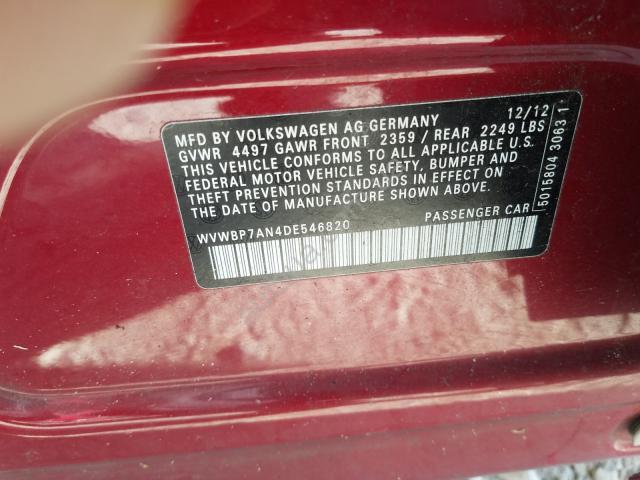 MFD BY VOLKSWAGEN AG GERMANY 12/12
GVWR 4497 GAWR FRONT 2359 / REAR 2249 LBS
THIS VEHICLE CONFORMS TO ALL APPLICABLE U.S.
FEDERAL MOTOR VEHICLE SAFETY, BUMPER AND
THEFT PREVENTION STANDARDS IN EFFECT ON
THE DATE OF MANUFACTURE SHOWN ABOVE.
WVWBP7AN4DE546820 PASSENGER CAR
5015804 30631